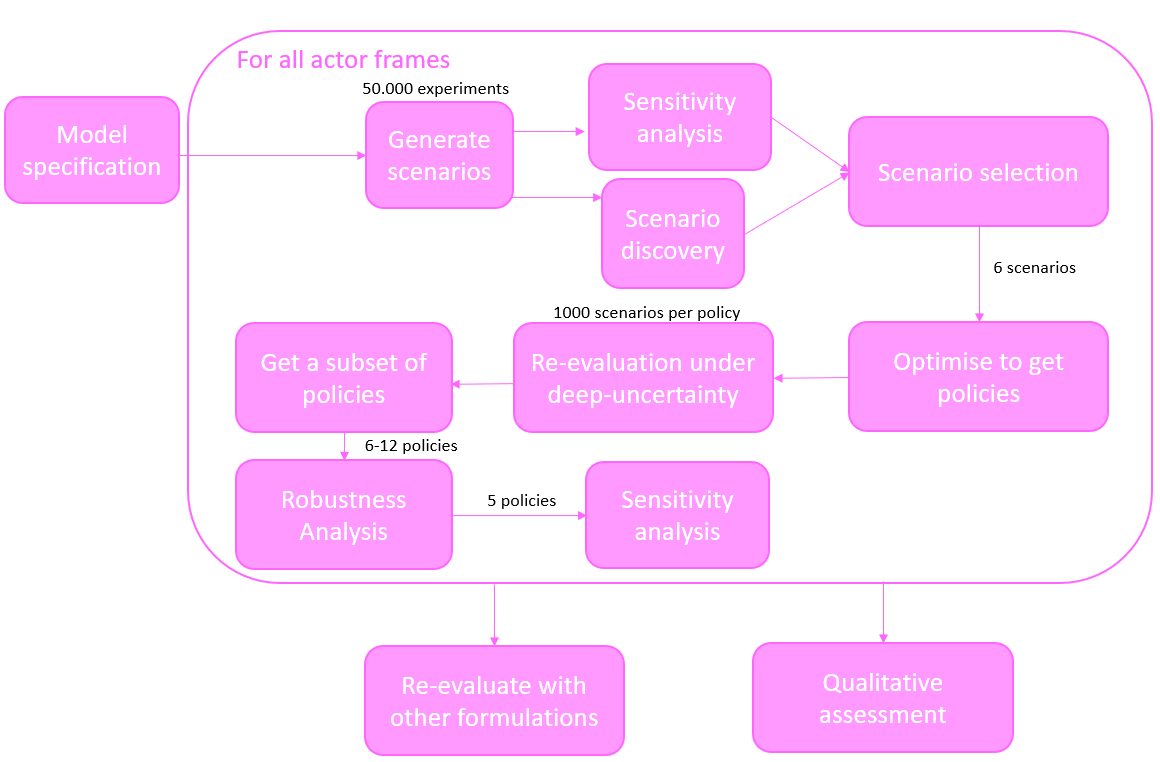 For all actor frames
50.000 experiments
Model
specification
Generate
scenarios
Sensitivity
analysis
Scenario
discovery
Scenario selection
6 scenarios
1000 scenarios per policy
Get a subset of
policies
Re-evaluation under
deep-uncertainty
Optimise to get
policies
6-12 policies
Robustness
Analysis
5 policies
Sensitivity
analysis
Re-evaluate with
other formulations
Qualitative
assessment